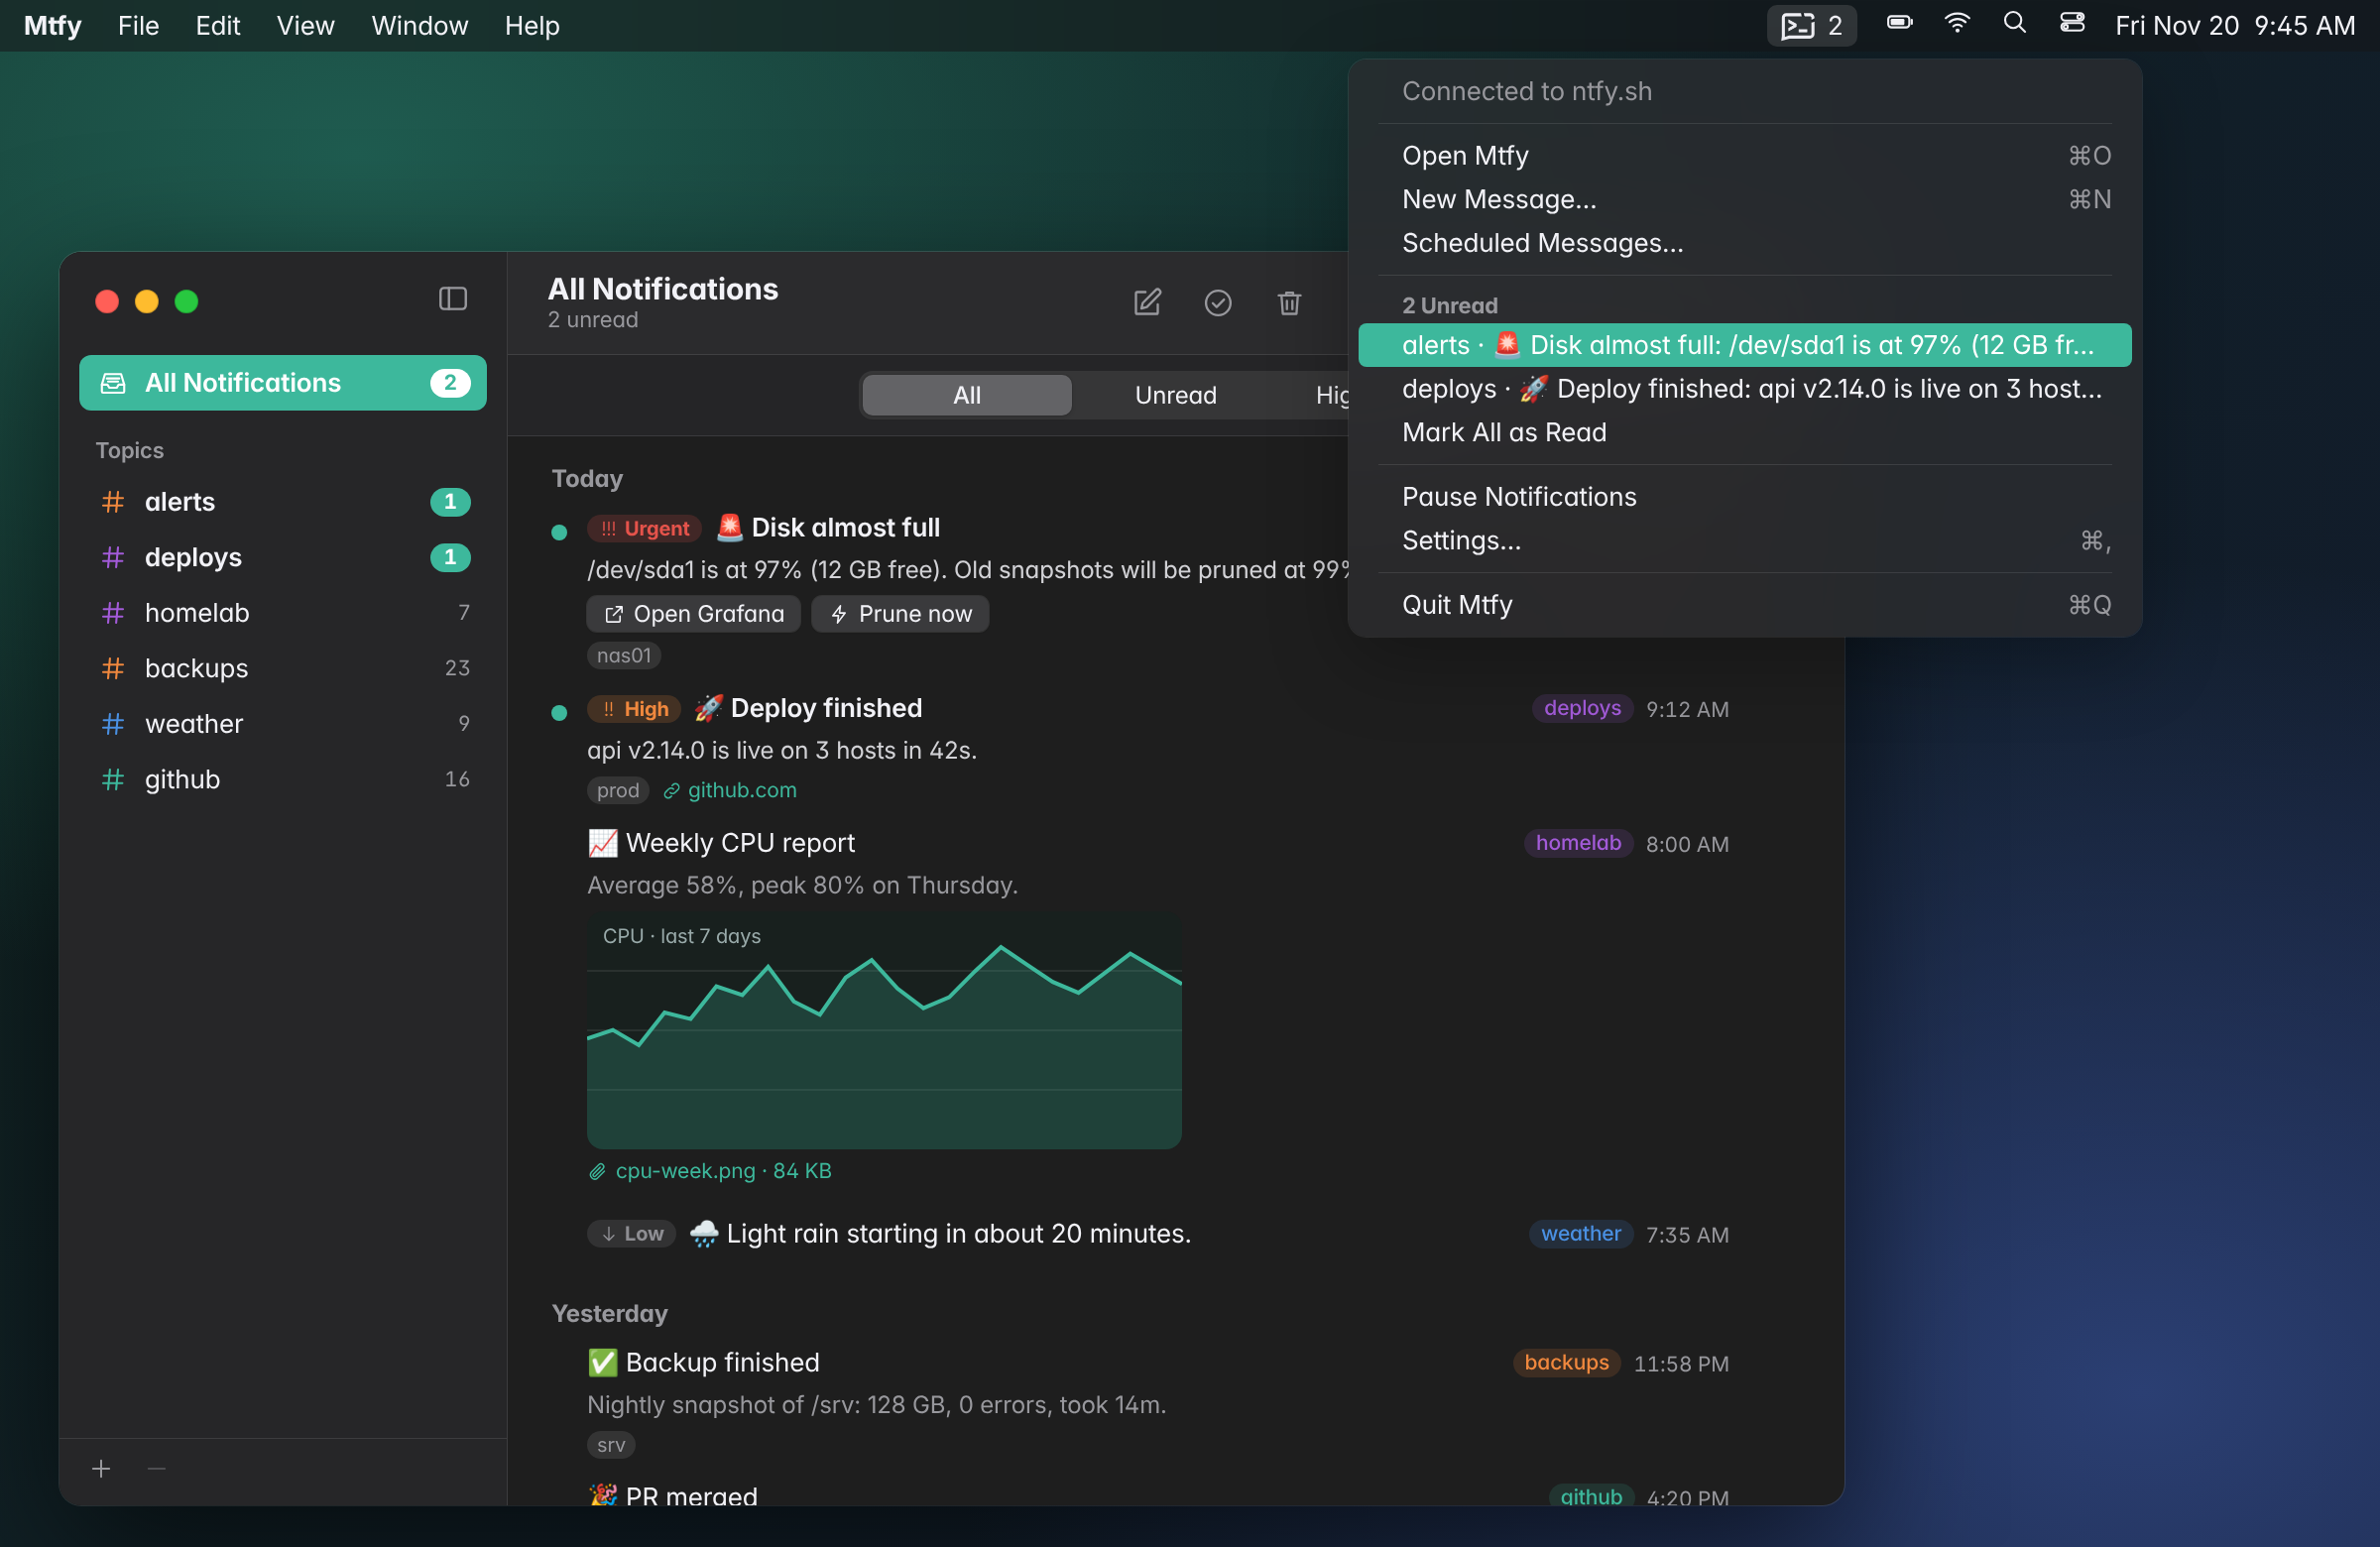 Mtfy File Edit View Window Help 2 Fri Nov 20 9:45 AM
Connected to ntfy.sh
Open Mtfy ⌘O
New Message... ⌘N
Scheduled Messages...
2 Unread
alerts · 🚨 Disk almost full: /dev/sda1 is at 97% (12 GB fr...
deploys · 🚀 Deploy finished: api v2.14.0 is live on 3 host...
Mark All as Read
Pause Notifications
Settings... ⌘,
Quit Mtfy ⌘Q
All Notifications 2
Topics
alerts 1
deploys 1
homelab 7
backups 23
weather 9
github 16
All Notifications
2 unread
All Unread Hig
Today
!!! Urgent 🚨 Disk almost full
/dev/sda1 is at 97% (12 GB free). Old snapshots will be pruned at 99%
Open Grafana Prune now
nas01
!! High 🚀 Deploy finished deploys 9:12 AM
api v2.14.0 is live on 3 hosts in 42s.
prod github.com
📈 Weekly CPU report homelab 8:00 AM
Average 58%, peak 80% on Thursday.
CPU · last 7 days
cpu-week.png · 84 KB
↓ Low 🌧️ Light rain starting in about 20 minutes. weather 7:35 AM
Yesterday
✅ Backup finished backups 11:58 PM
Nightly snapshot of /srv: 128 GB, 0 errors, took 14m.
srv
🎉 PR merged github 4:20 PM